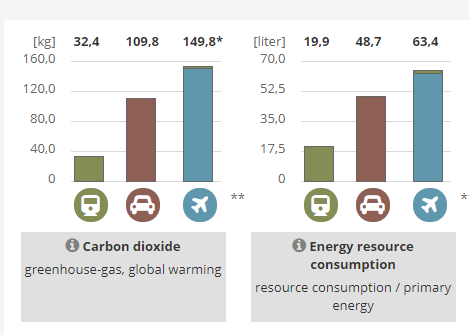 [kg] 32,4 109,8 149,8*
160,0
120,0
80,0
40,0
0
**
Carbon dioxide
greenhouse-gas, global warming
[liter] 19,9 48,7 63,4
70,0
52,5
35,0
17,5
0
*
Energy resource
consumption
resource consumption / primary
energy